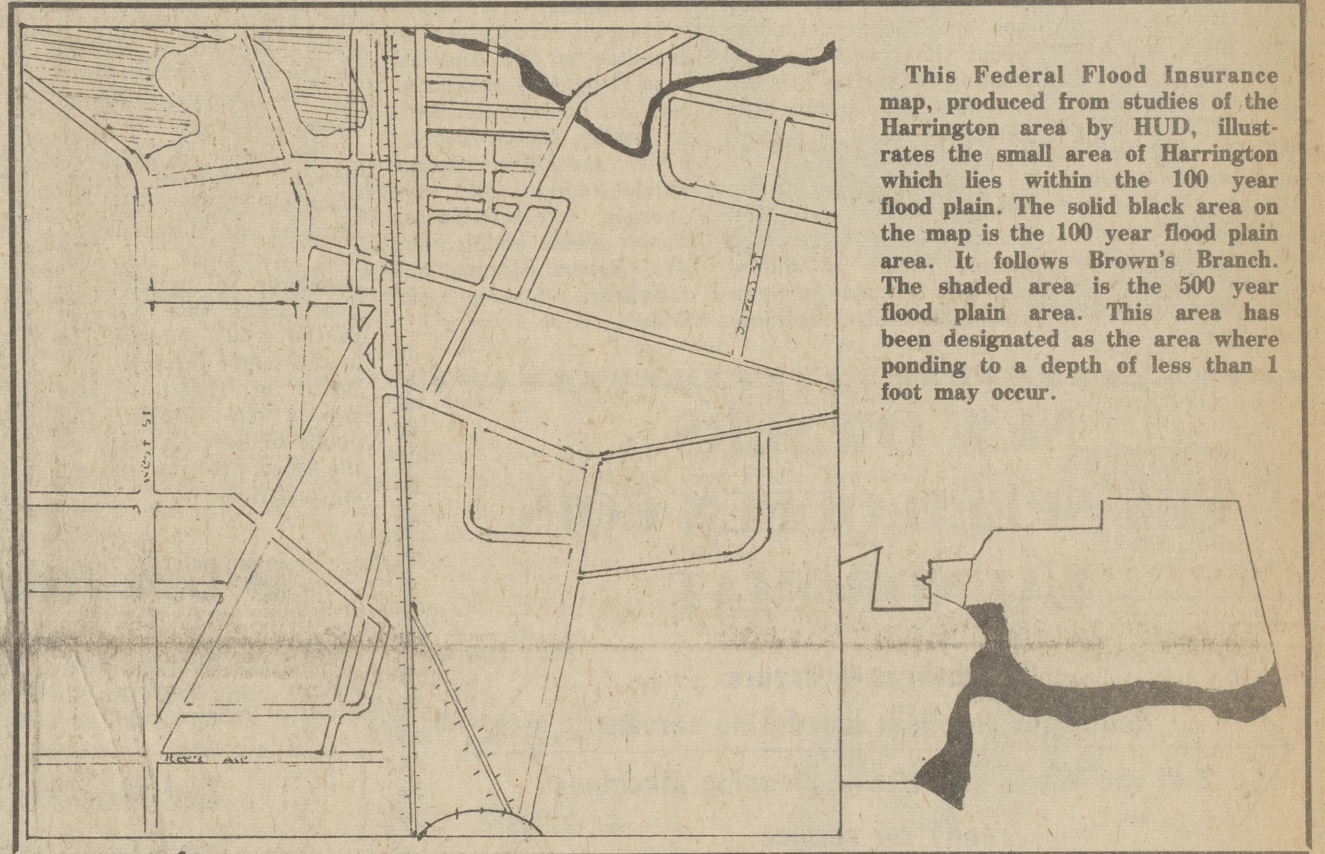 This Federal Flood Insurance
map, produced from studies of the
Harrington area by HUD, illust-
rates the small area of Harrington
which lies within the 100 year
flood plain. The solid black area on
the map is the 100 year flood plain
area. It follows Brown's Branch.
The shaded area is the 500 year
flood plain area. This area has
been designated as the area where
ponding to a depth of less than 1
foot may occur.
West St